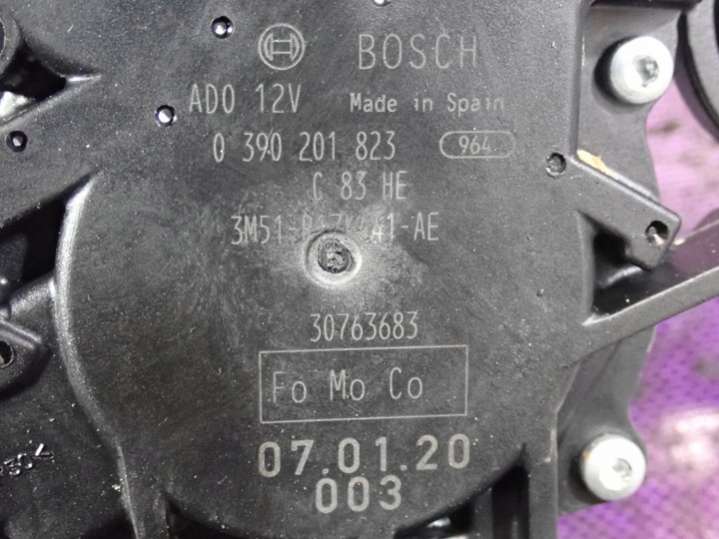 BOSCH
AD0 12V Made in Spain
0 390 201 823 964
C 83 HE
30763683
Fo Mo Co
07.01.20
003